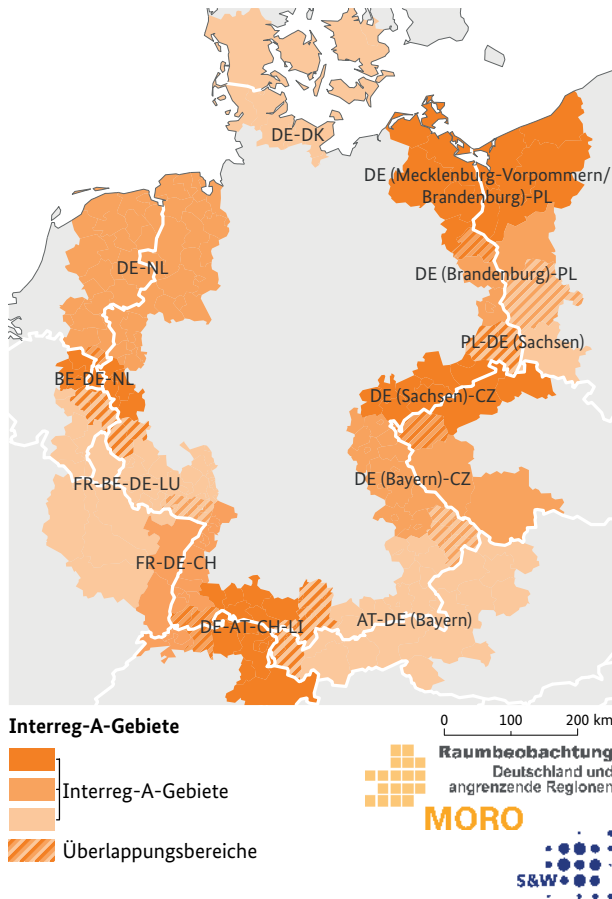 DE-DK
DE (Mecklenburg-Vorpommern/
Brandenburg)-PL
DE-NL
DE (Brandenburg)-PL
PL-DE (Sachsen)
BE-DE-NL
DE (Sachsen)-CZ
FR-BE-DE-LU
DE (Bayern)-CZ
FR-DE-CH
DE-AT-CH-LI
AT-DE (Bayern)
Interreg-A-Gebiete
0 100 200 km
Interreg-A-Gebiete
Überlappungsbereiche
Raumbeobachtung
Deutschland und
angrenzende Regionen
MORO
S&W